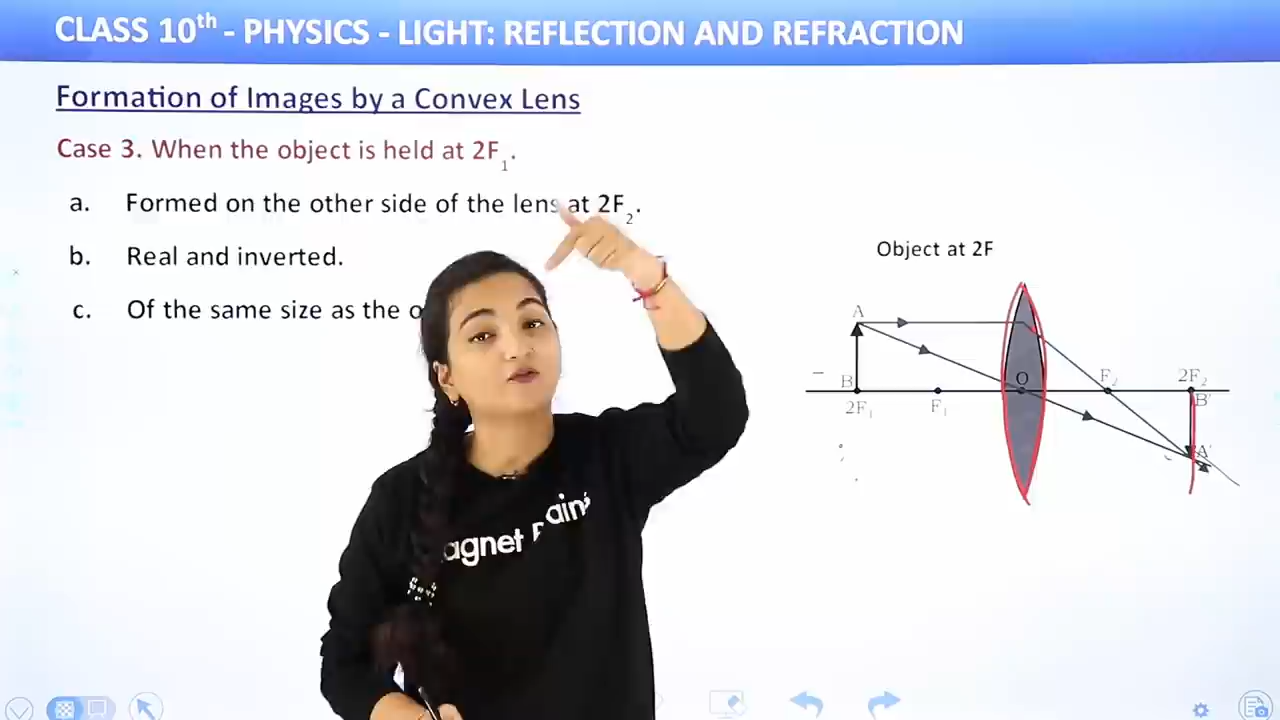 CLASS 10th - PHYSICS - LIGHT: REFLECTION AND REFRACTION
Formation of Images by a Convex Lens
Case 3. When the object is held at 2F1.
a. Formed on the other side of the lens at 2F2.
b. Real and inverted.
c. Of the same size as the
Object at 2F
A
B
2F1
F1
O
F2
2F2
B'
A'
agnet
ains